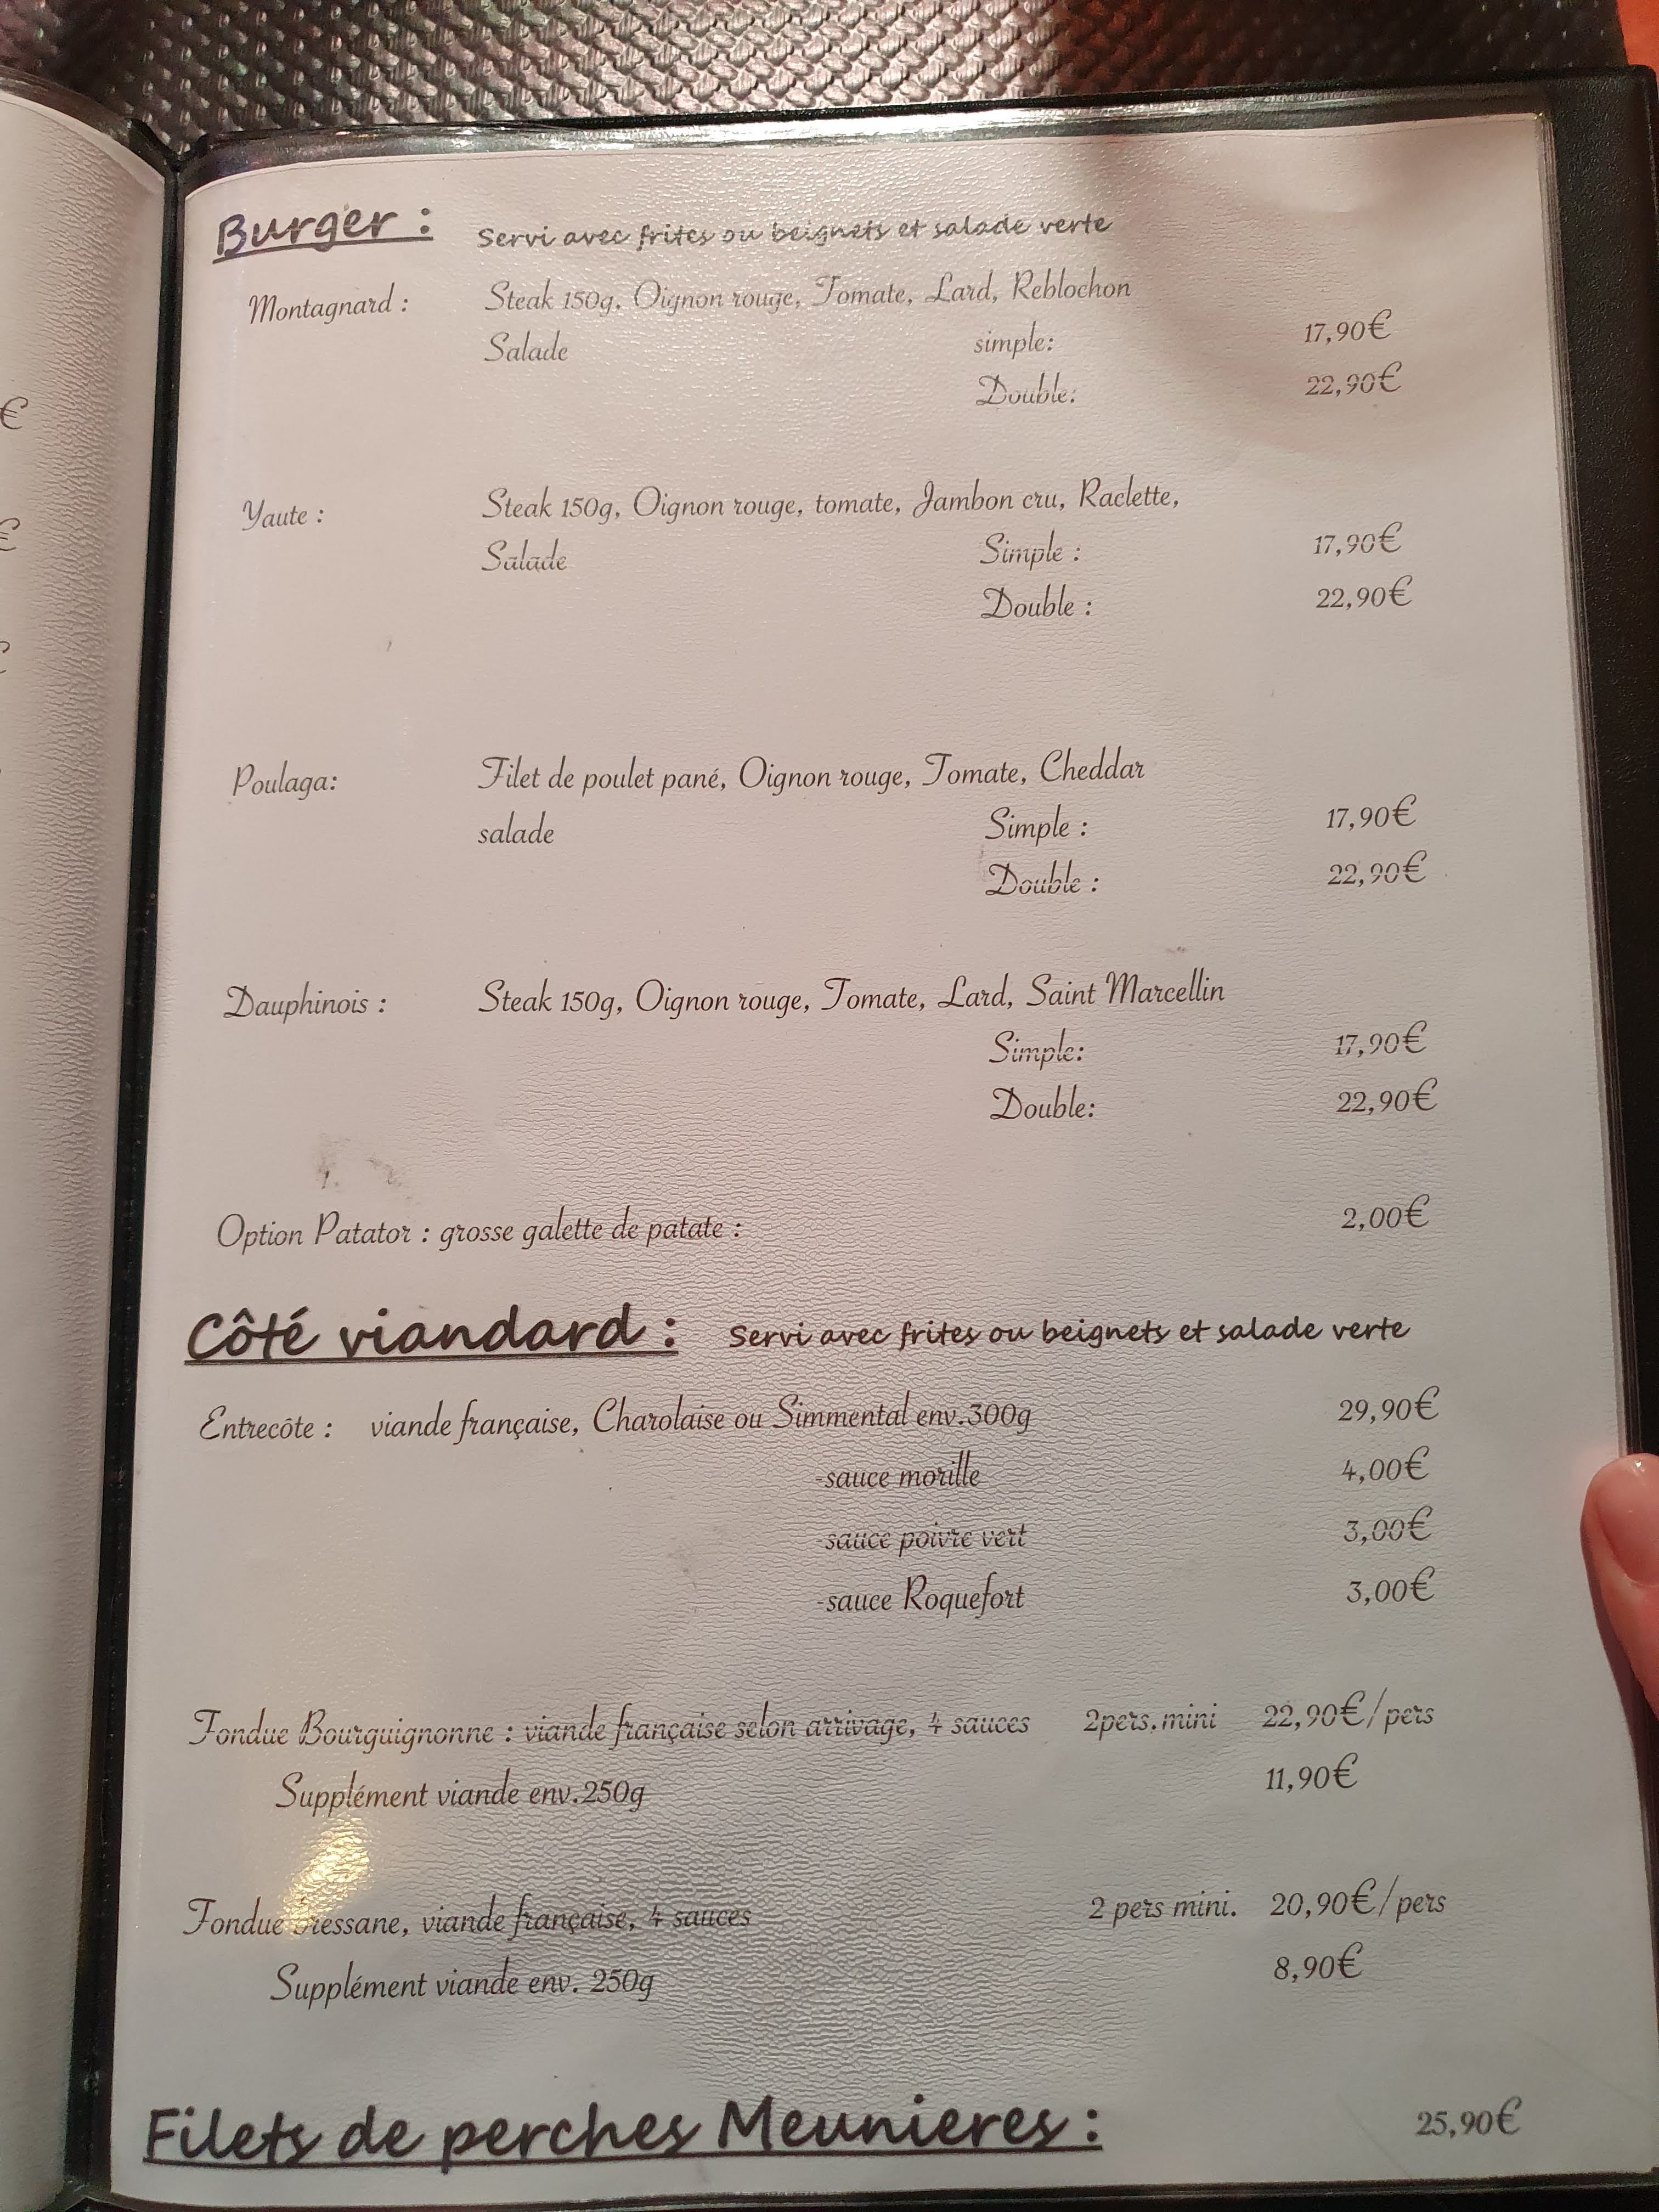 Burger : Servi avec frites ou beignets et salade verte
Montagnard : Steak 150g, Oignon rouge, Tomate, Lard, Reblochon
Salade simple: 17,90€
Double: 22,90€
Yaute : Steak 150g, Oignon rouge, tomate, Jambon cru, Raclette,
Salade Simple : 17,90€
Double : 22,90€
Poulaga: Filet de poulet pané, Oignon rouge, Tomate, Cheddar
salade Simple : 17,90€
Double : 22,90€
Dauphinois : Steak 150g, Oignon rouge, Tomate, Lard, Saint Marcellin
Simple: 17,90€
Double: 22,90€
Option Patator : grosse galette de patate : 2,00€
Côté viandard : Servi avec frites ou beignets et salade verte
Entrecôte : viande française, Charolaise ou Simmental env.300g 29,90€
-sauce morille 4,00€
-sauce poivre vert 3,00€
-sauce Roquefort 3,00€
Fondue Bourguignonne : viande française selon arrivage, 4 sauces 2pers.mini 22,90€/pers
Supplément viande env.250g 11,90€
Fondue bressane, viande française, 4 sauces 2 pers mini. 20,90€/pers
Supplément viande env. 250g 8,90€
Filets de perches Meunieres : 25,90€
€
€